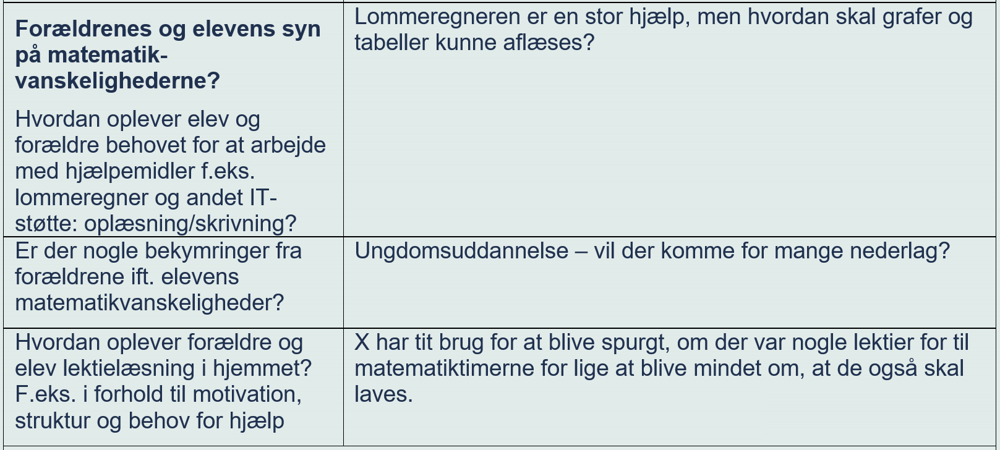 Forældrenes og elevens syn
på matematik-
vanskelighederne?
Hvordan oplever elev og
forældre behovet for at arbejde
med hjælpemidler f.eks.
lommeregner og andet IT-
støtte: oplæsning/skrivning?
Lommeregneren er en stor hjælp, men hvordan skal grafer og
tabeller kunne aflæses?
Er der nogle bekymringer fra
forældrene ift. elevens
matematikvanskeligheder?
Ungdomsuddannelse – vil der komme for mange nederlag?
Hvordan oplever forældre og
elev lektielæsning i hjemmet?
F.eks. i forhold til motivation,
struktur og behov for hjælp
X har tit brug for at blive spurgt, om der var nogle lektier for til
matematiktimerne for lige at blive mindet om, at de også skal
laves.